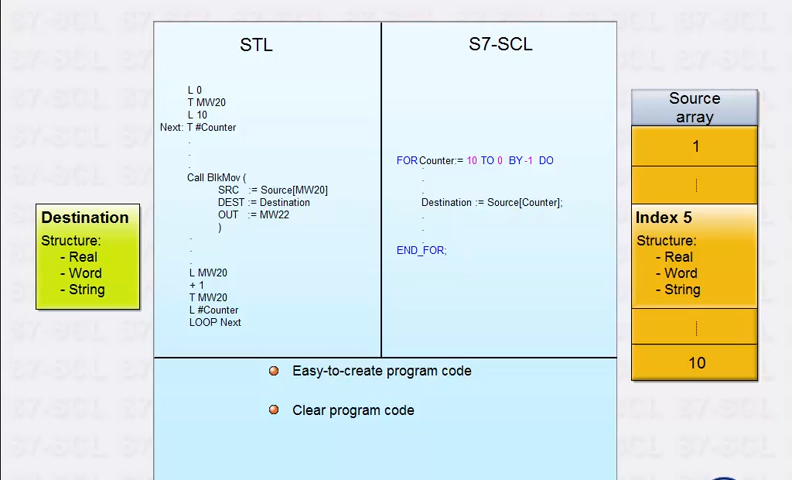 STL
L 0
T MW20
L 10
Next: T #Counter
.
.
.
Call BlkMov (
SRC := Source[MW20]
DEST := Destination
OUT := MW22
)
.
.
.
L MW20
+ 1
T MW20
L #Counter
LOOP Next
S7-SCL
FOR Counter:= 10 TO 0 BY -1 DO
.
.
.
Destination := Source[Counter];
.
.
.
END_FOR;
Destination
Structure:
- Real
- Word
- String
Source
array
1
Index 5
Structure:
- Real
- Word
- String
10
Easy-to-create program code
Clear program code